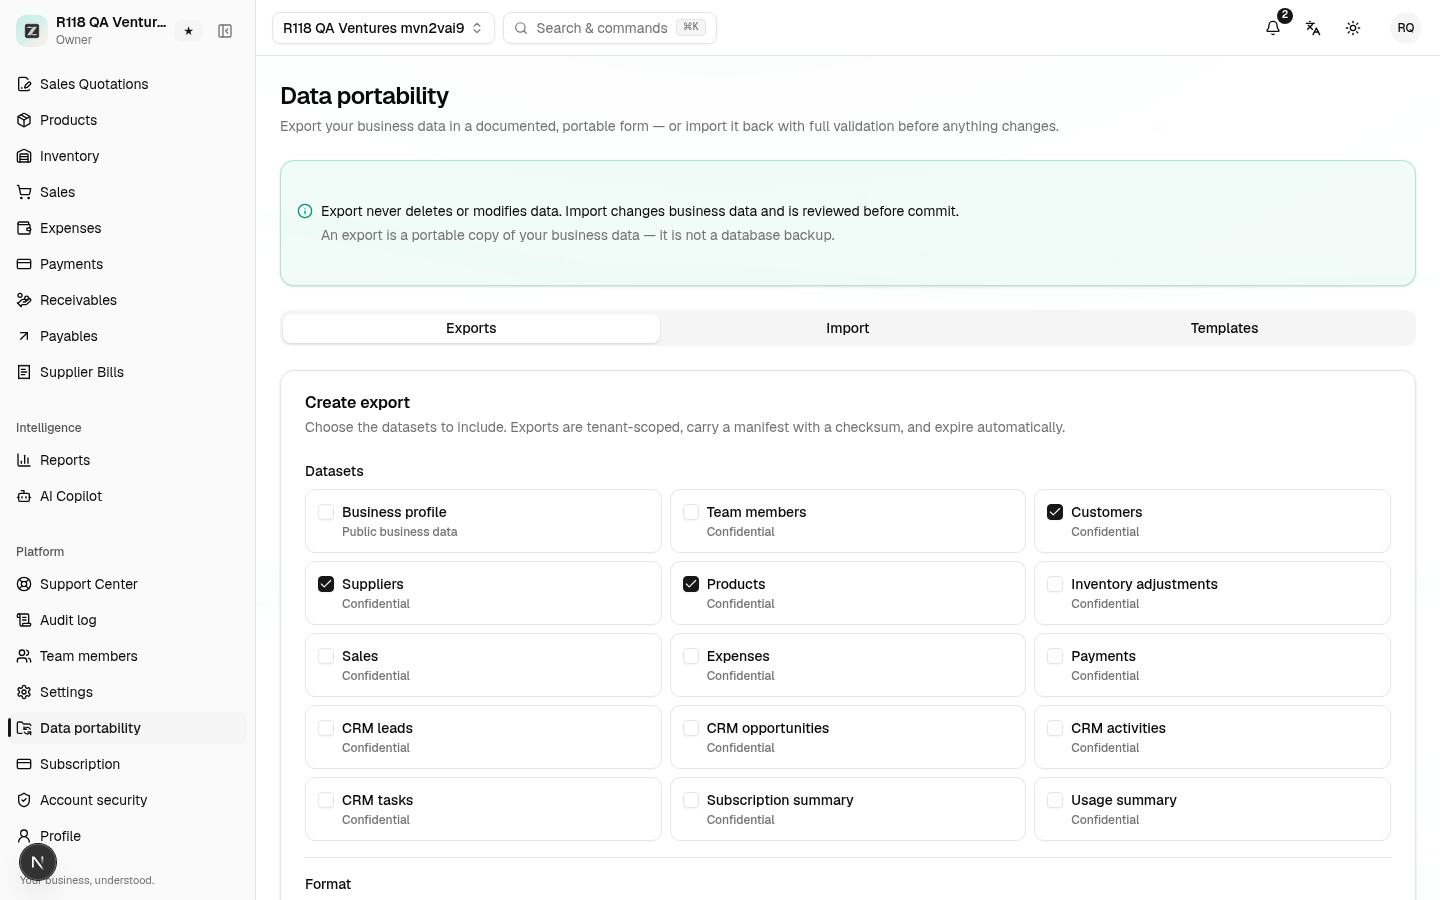 R118 QA Ventur...
Owner
★
R118 QA Ventures mvn2vai9
Search & commands
⌘K
2
RQ
Sales Quotations
Products
Inventory
Sales
Expenses
Payments
Receivables
Payables
Supplier Bills
Intelligence
Reports
AI Copilot
Platform
Support Center
Audit log
Team members
Settings
Data portability
Subscription
Account security
Profile
N
Your business, understood.
Data portability
Export your business data in a documented, portable form — or import it back with full validation before anything changes.
Export never deletes or modifies data. Import changes business data and is reviewed before commit.
An export is a portable copy of your business data — it is not a database backup.
Exports
Import
Templates
Create export
Choose the datasets to include. Exports are tenant-scoped, carry a manifest with a checksum, and expire automatically.
Datasets
Business profile
Public business data
Team members
Confidential
Customers
Confidential
Suppliers
Confidential
Products
Confidential
Inventory adjustments
Confidential
Sales
Confidential
Expenses
Confidential
Payments
Confidential
CRM leads
Confidential
CRM opportunities
Confidential
CRM activities
Confidential
CRM tasks
Confidential
Subscription summary
Confidential
Usage summary
Confidential
Format